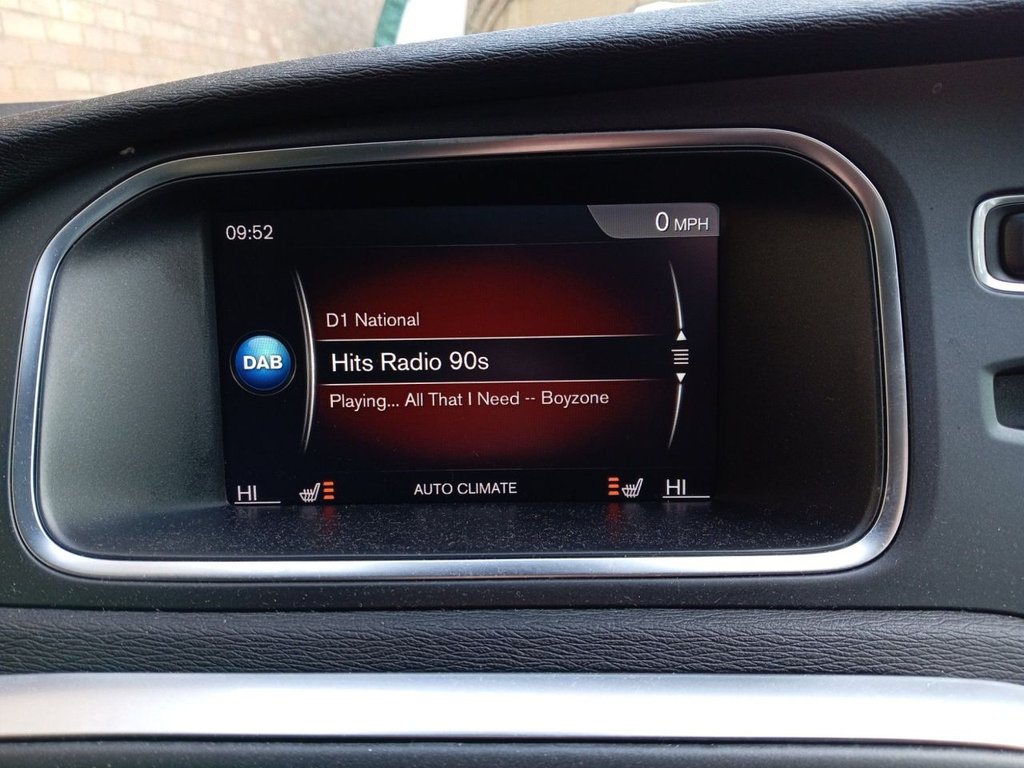 09:52
0 MPH
D1 National
DAB
Hits Radio 90s
Playing... All That I Need -- Boyzone
HI
AUTO CLIMATE
HI